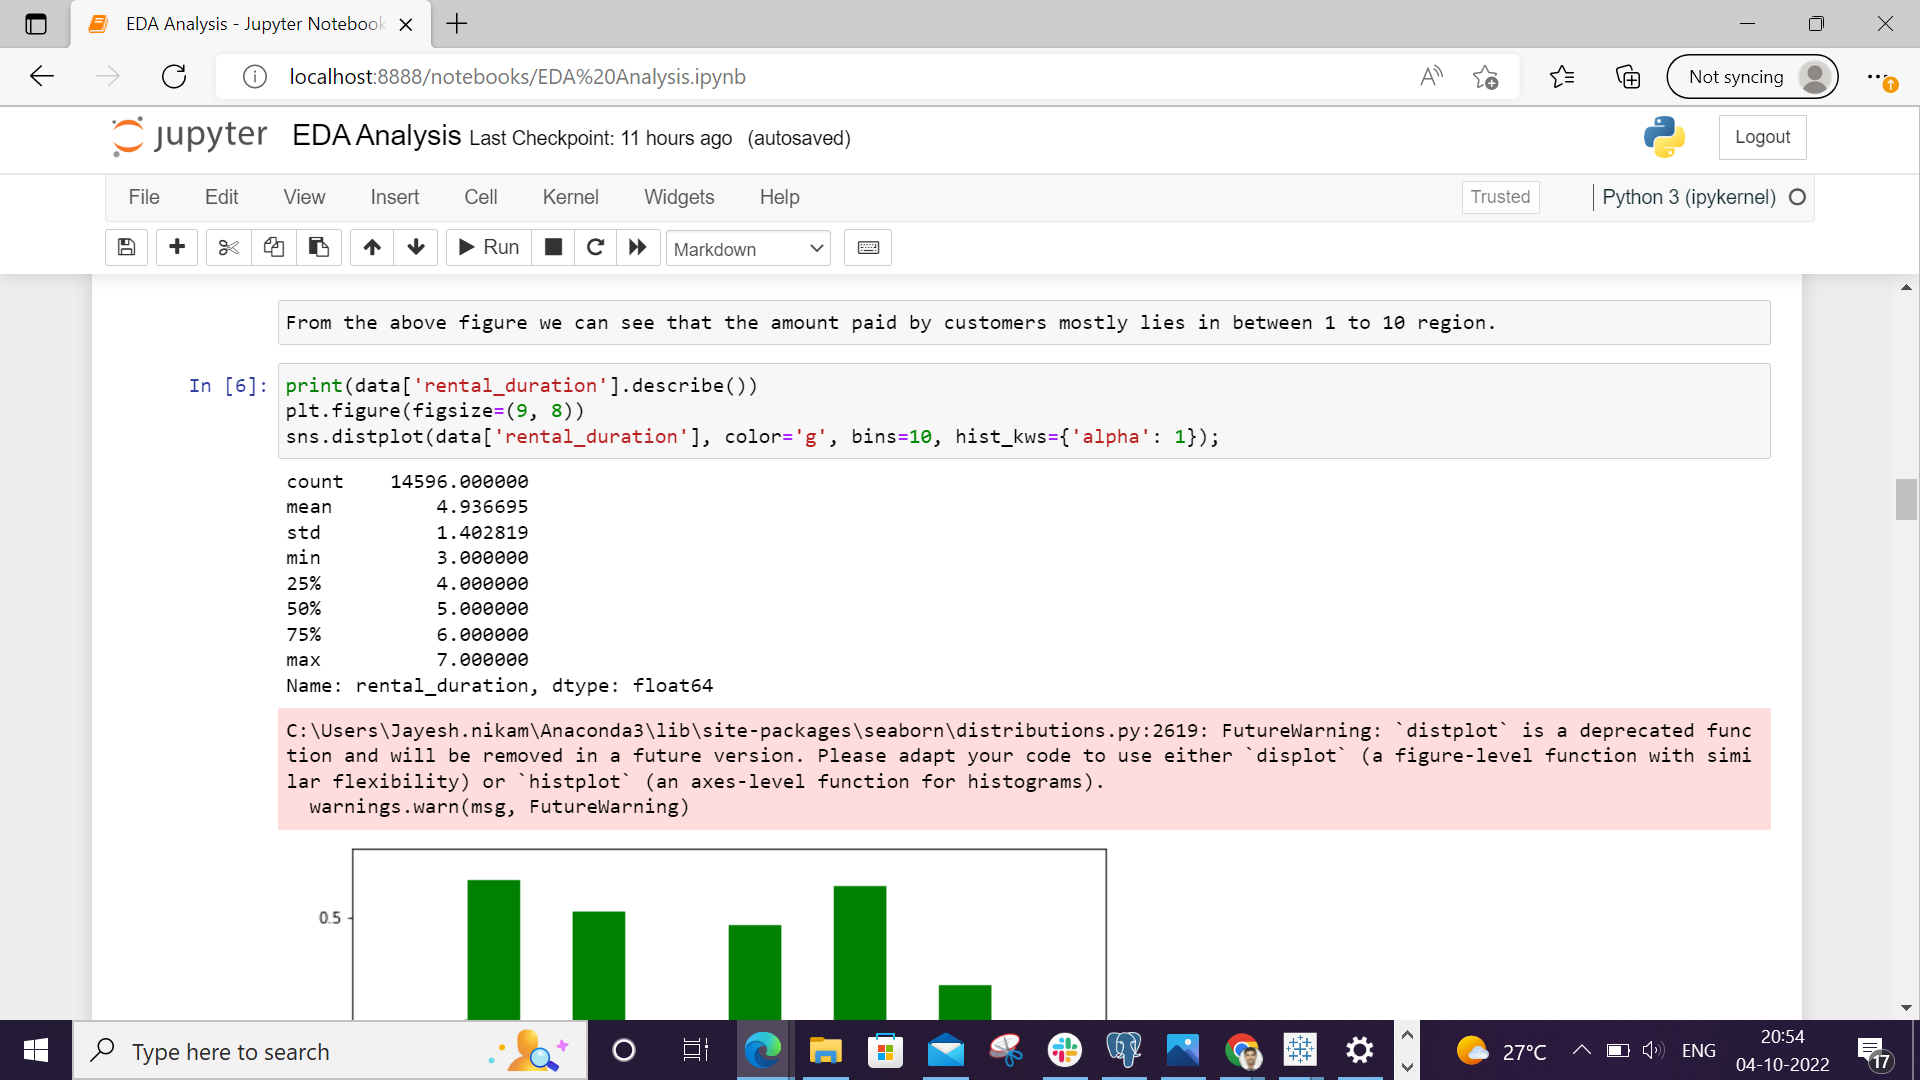 EDA Analysis - Jupyter Notebook
localhost:8888/notebooks/EDA%20Analysis.ipynb
Not syncing
jupyter EDA Analysis Last Checkpoint: 11 hours ago (autosaved)
Logout
File Edit View Insert Cell Kernel Widgets Help
Trusted
Python 3 (ipykernel)
Run
Markdown
From the above figure we can see that the amount paid by customers mostly lies in between 1 to 10 region.
In [6]:
print(data['rental_duration'].describe())
plt.figure(figsize=(9, 8))
sns.distplot(data['rental_duration'], color='g', bins=10, hist_kws={'alpha': 1});
count 14596.000000
mean 4.936695
std 1.402819
min 3.000000
25% 4.000000
50% 5.000000
75% 6.000000
max 7.000000
Name: rental_duration, dtype: float64
C:\Users\Jayesh.nikam\Anaconda3\lib\site-packages\seaborn\distributions.py:2619: FutureWarning: `distplot` is a deprecated func
tion and will be removed in a future version. Please adapt your code to use either `displot` (a figure-level function with simi
lar flexibility) or `histplot` (an axes-level function for histograms).
warnings.warn(msg, FutureWarning)
0.5
Type here to search
27°C
ENG
20:54
04-10-2022
17